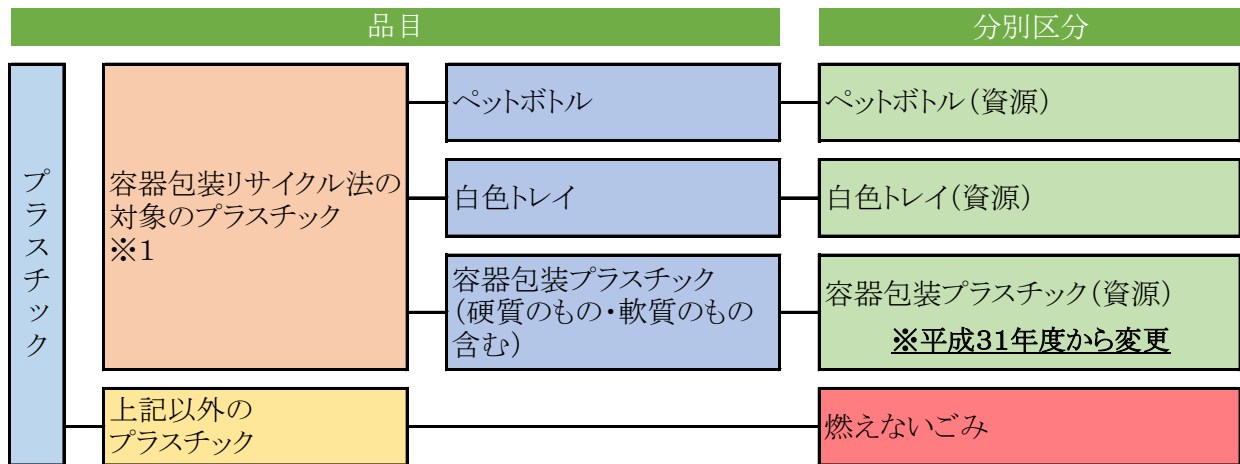 品目
分別区分
プラスチック
容器包装リサイクル法の
対象のプラスチック
※1
ペットボトル
ペットボトル(資源)
白色トレイ
白色トレイ(資源)
容器包装プラスチック
(硬質のもの・軟質のもの
含む)
容器包装プラスチック(資源)
※平成31年度から変更
上記以外の
プラスチック
燃えないごみ